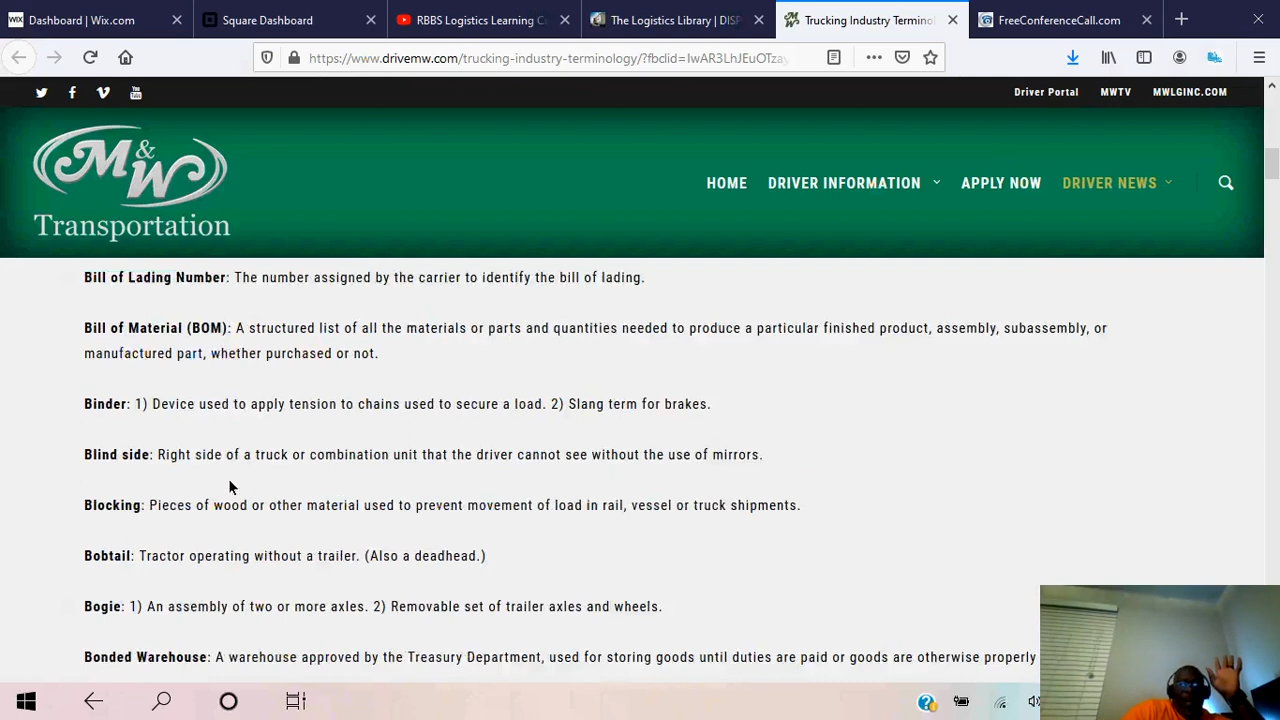 Dashboard | Wix.com
Square Dashboard
RBBS Logistics Learning Ce
The Logistics Library | DISP
Trucking Industry Terminol
FreeConferenceCall.com
https://www.drivemw.com/trucking-industry-terminology/?fbclid=IwAR3LhJEuOTzay
Driver Portal MWTV MWLGINC.COM
M&W
Transportation
HOME DRIVER INFORMATION APPLY NOW DRIVER NEWS
Bill of Lading Number: The number assigned by the carrier to identify the bill of lading.
Bill of Material (BOM): A structured list of all the materials or parts and quantities needed to produce a particular finished product, assembly, subassembly, or
manufactured part, whether purchased or not.
Binder: 1) Device used to apply tension to chains used to secure a load. 2) Slang term for brakes.
Blind side: Right side of a truck or combination unit that the driver cannot see without the use of mirrors.
Blocking: Pieces of wood or other material used to prevent movement of load in rail, vessel or truck shipments.
Bobtail: Tractor operating without a trailer. (Also a deadhead.)
Bogie: 1) An assembly of two or more axles. 2) Removable set of trailer axles and wheels.
Bonded Warehouse: A warehouse approved by the Treasury Department, used for storing goods until duties are paid or goods are otherwise properly